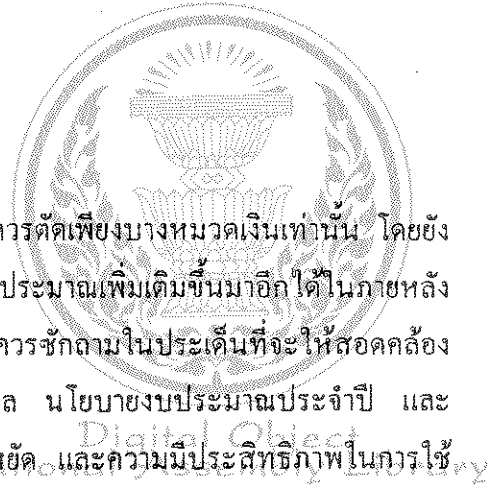 ควรตัดเพียงบางหมวดเงินเท่านั้น โดยยัง
ประมาณเพิ่มเติมขึ้นมาอีกได้ในภายหลัง
ควรซักถามในประเด็นที่จะให้สอดคล้อง
ล นโยบายงบประมาณประจำปี และ
Digital Object
หยัด และความมีประสิทธิภาพในการใช้
National Assembly Library